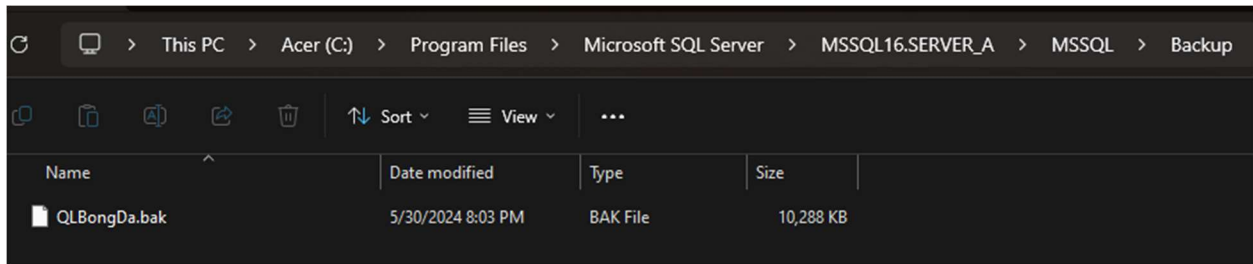 This PC > Acer (C:) > Program Files > Microsoft SQL Server > MSSQL16.SERVER_A > MSSQL > Backup
Sort View ...
Name Date modified Type Size
QLBongDa.bak 5/30/2024 8:03 PM BAK File 10,288 KB